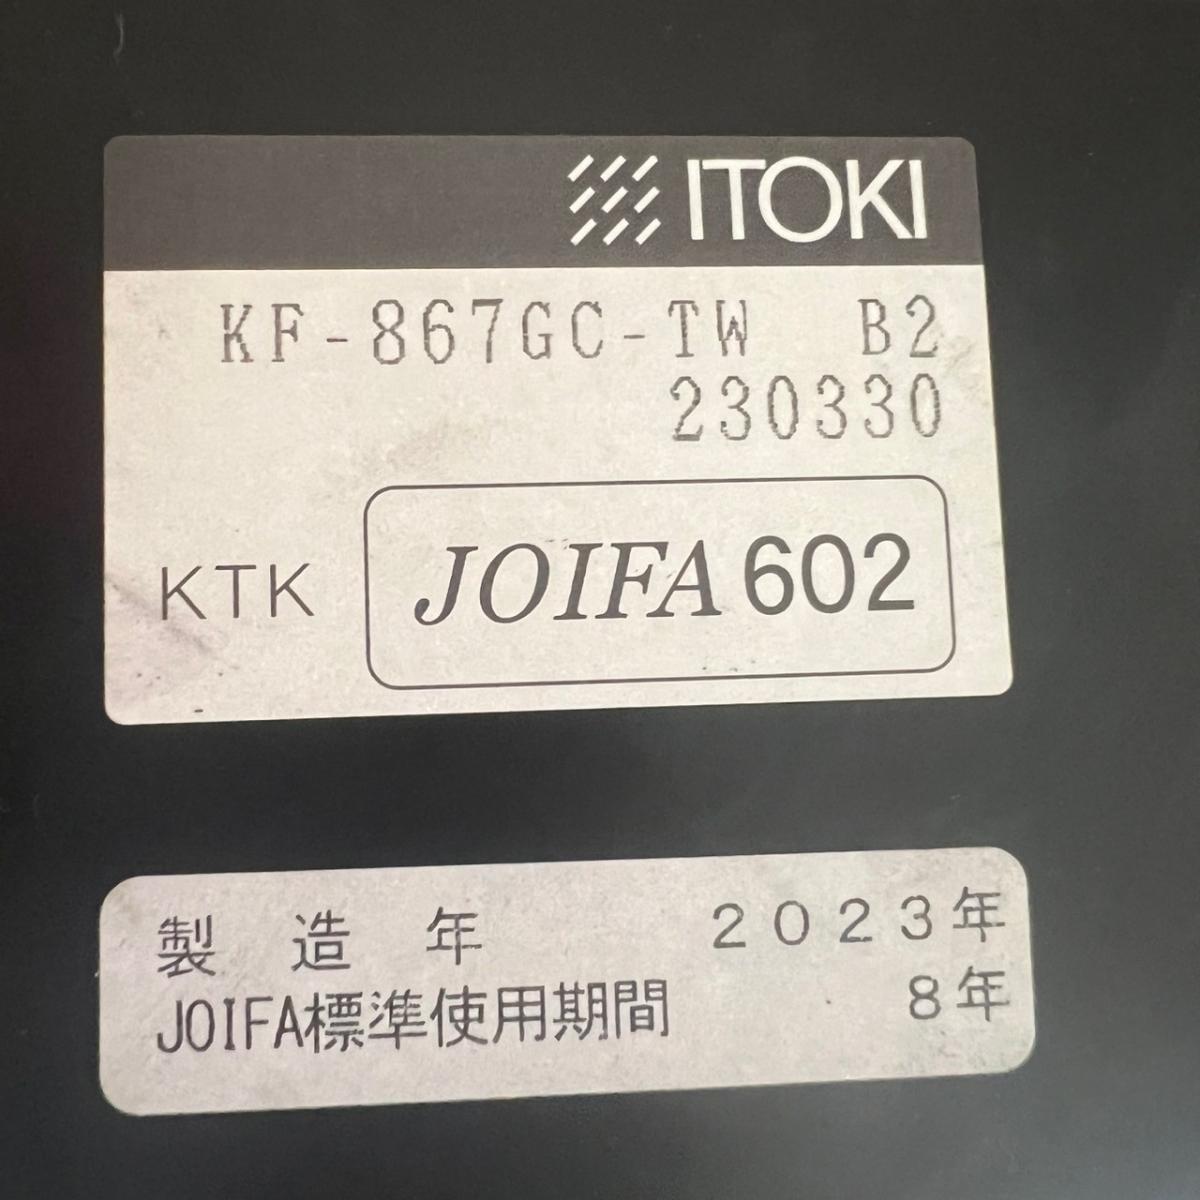 ITOKI
KF-867GC-TW B2
230330
KTK JOIFA 602
製造年 2023年
JOIFA標準使用期間 8年